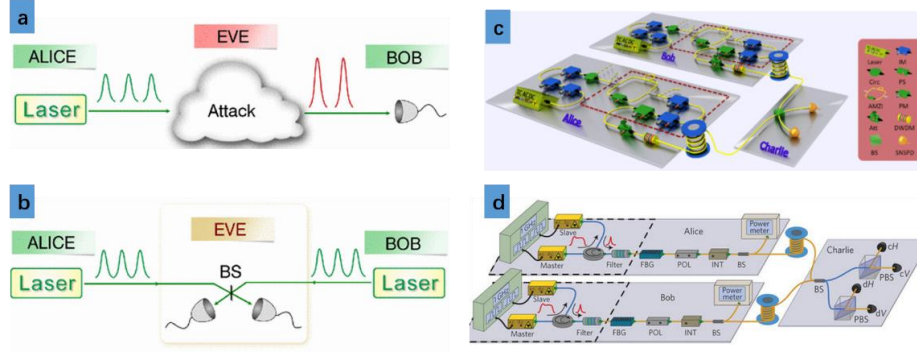 a
ALICE
EVE
BOB
Laser
Attack
b
ALICE
EVE
BOB
Laser
BS
Laser
c
Bob
Alice
Charlie
Laser
IM
Circ
PS
AMZI
PM
Att
DWDM
BS
SNSPD
d
Slave
Master
Filter
Alice
FBG
POL
INT
BS
Power
meter
Slave
Master
Filter
Bob
FBG
POL
INT
BS
Power
meter
Charlie
BS
PBS
PBS
cH
cV
dH
dV